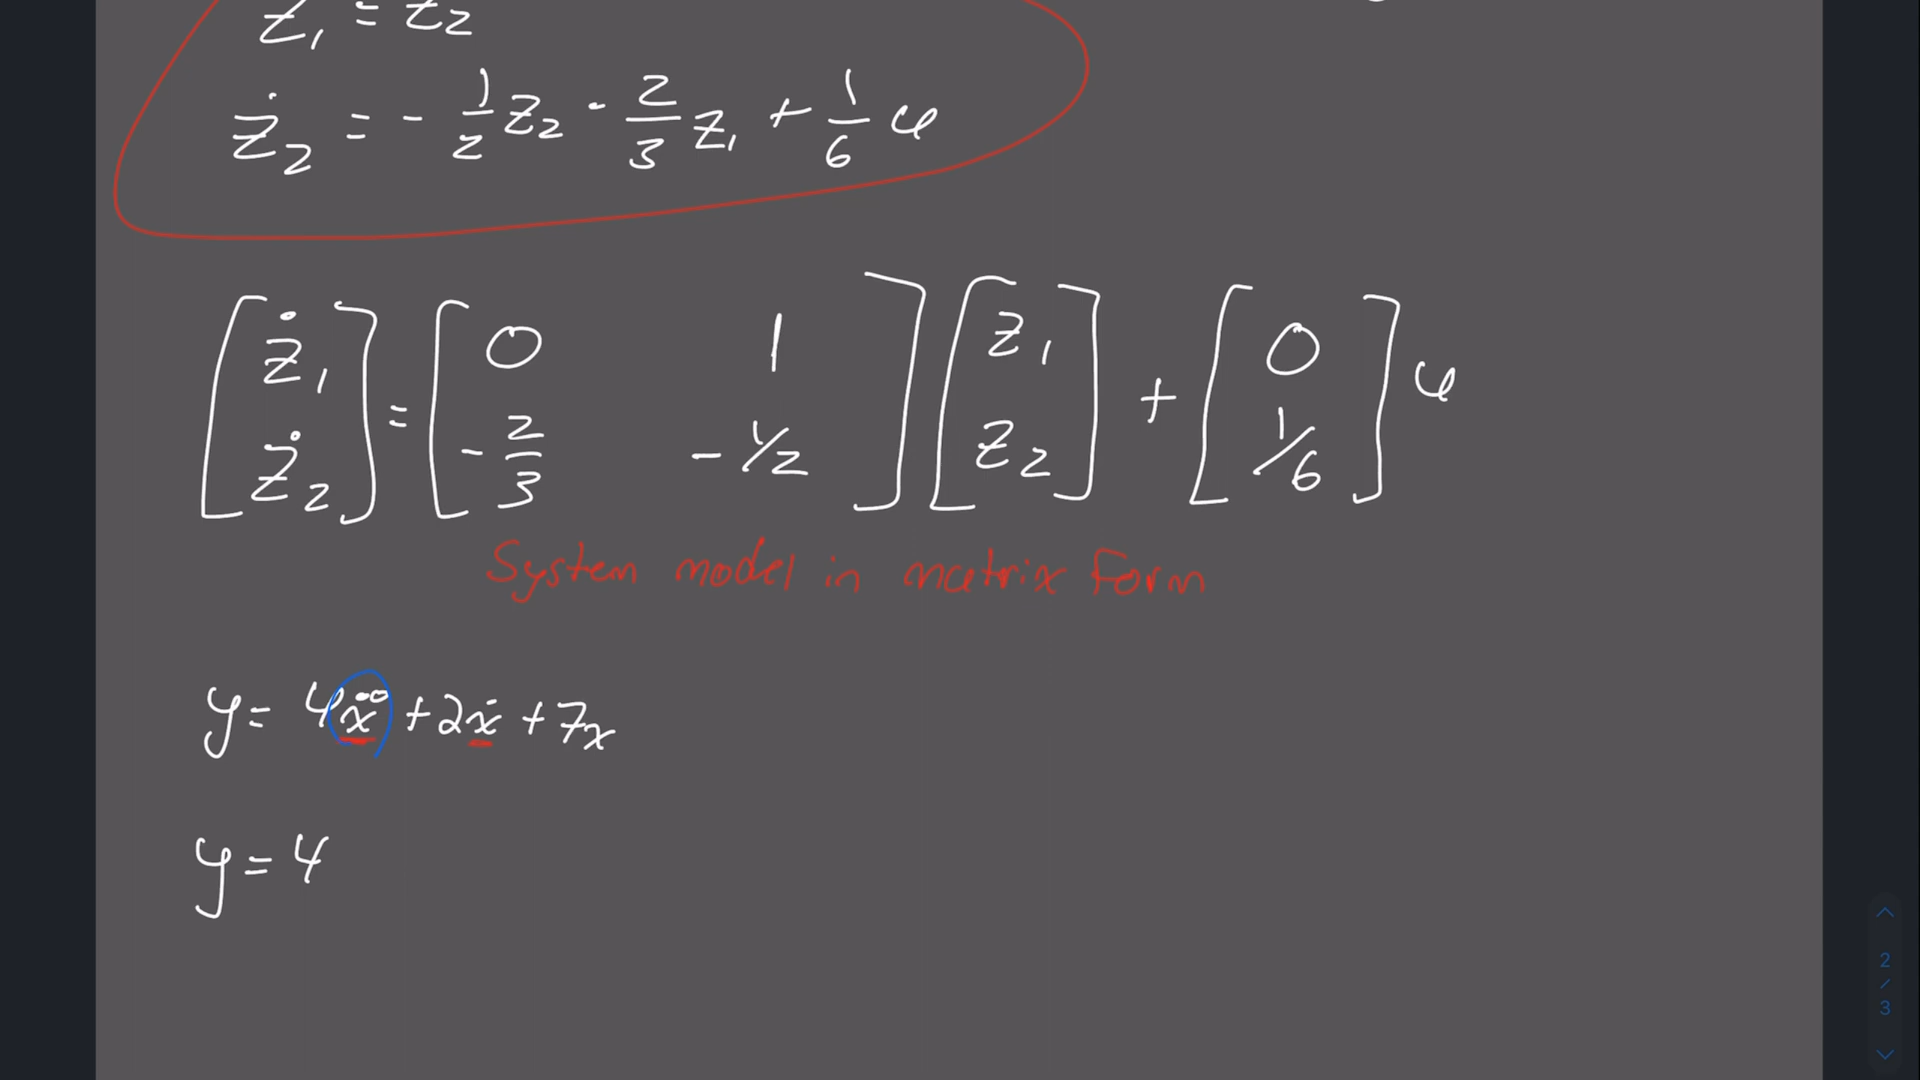 ż₁ = z₂
ż₂ = - 1/2 z₂ - 2/3 z₁ + 1/6 u
[ż₁ ż₂] = [0 1 -2/3 -1/2] [z₁ z₂] + [0 1/6] u
System model in matrix form
y = 4ẍ + 2ẋ + 7x
y = 4
2
/
3